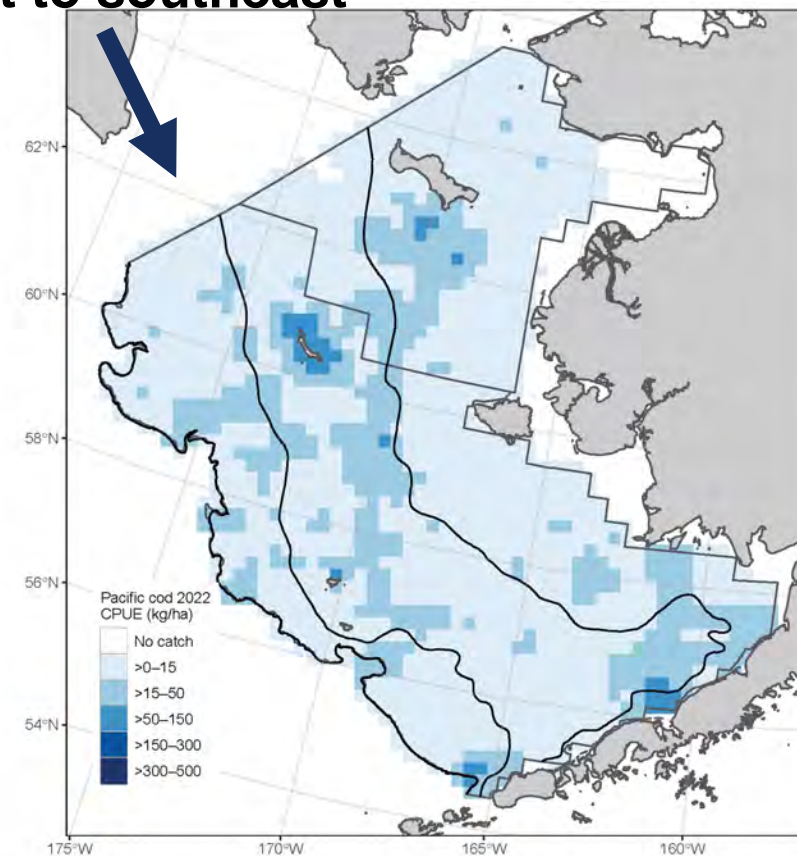 t to southeast
62°N
60°N
58°N
56°N
54°N
Pacific cod 2022
CPUE (kg/ha)
No catch
>0–15
>15–50
>50–150
>150–300
>300–500
175°W
170°W
165°W
160°W